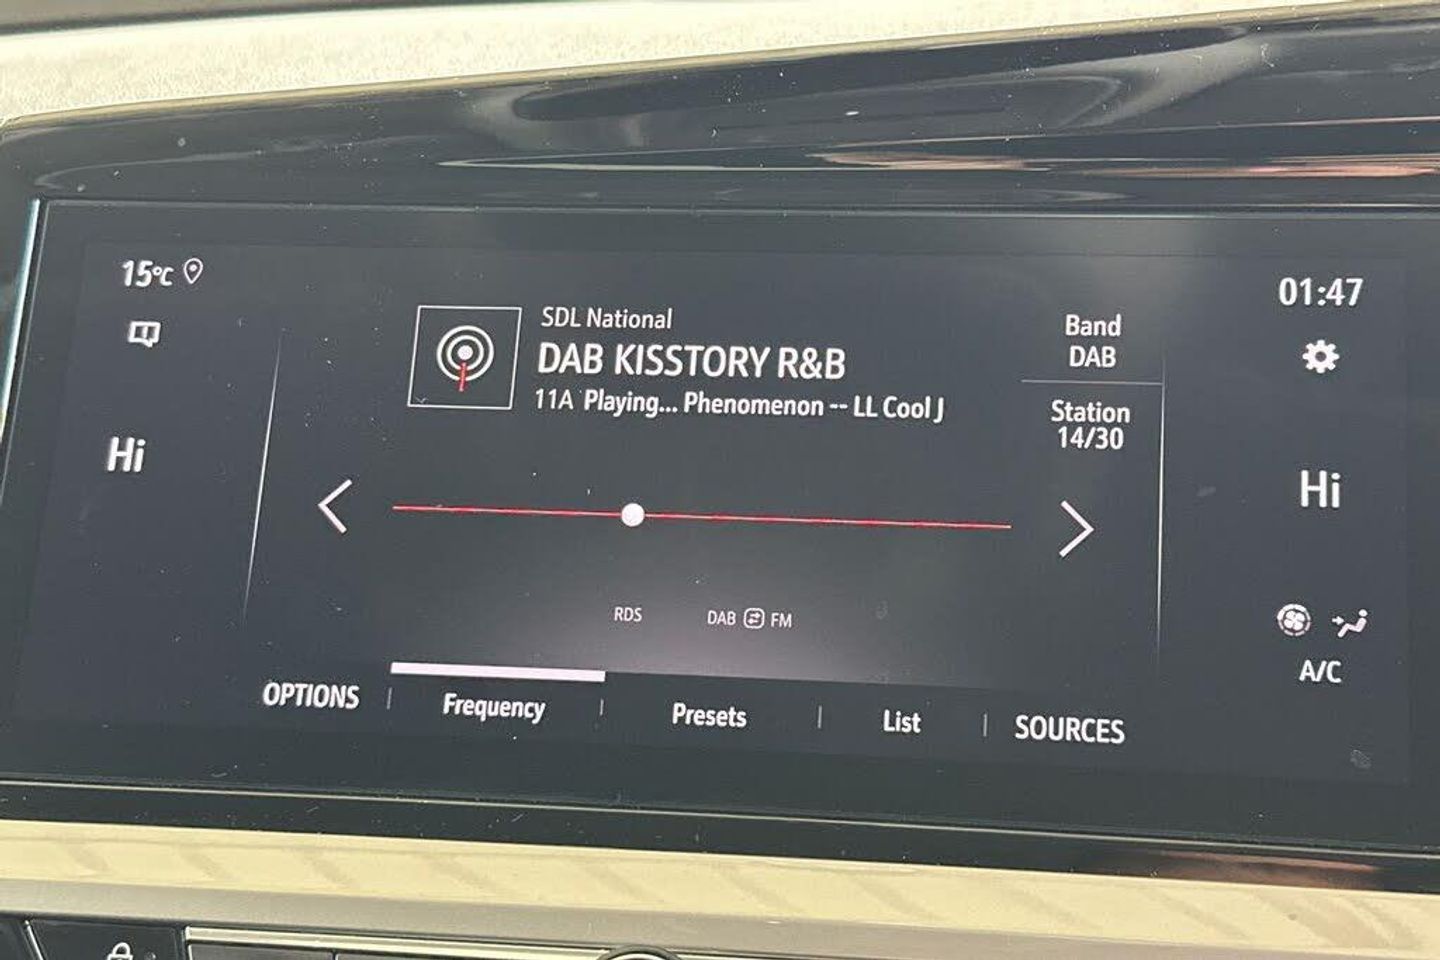 15°C
01:47
SDL National
DAB KISSTORY R&B
11A Playing... Phenomenon -- LL Cool J
Band
DAB
Station
14/30
Hi
Hi
RDS
DAB FM
A/C
OPTIONS
Frequency
Presets
List
SOURCES